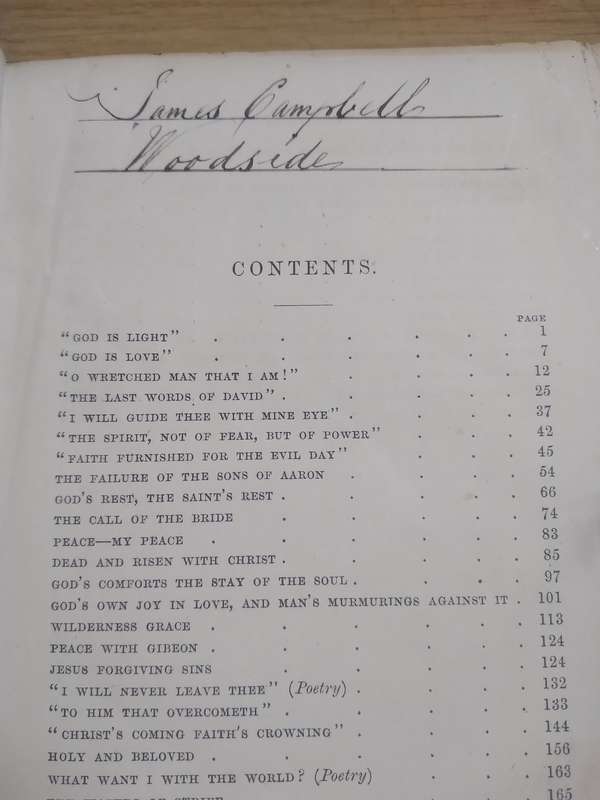 James Campbell
Woodside
CONTENTS.
PAGE
"GOD IS LIGHT" . . . . . . 1
"GOD IS LOVE" . . . . . . 7
"O WRETCHED MAN THAT I AM!" . . . . 12
"THE LAST WORDS OF DAVID" . . . . . 25
"I WILL GUIDE THEE WITH MINE EYE" . . . . 37
"THE SPIRIT, NOT OF FEAR, BUT OF POWER" . . . 42
"FAITH FURNISHED FOR THE EVIL DAY" . . . 45
THE FAILURE OF THE SONS OF AARON . . . . 54
GOD'S REST, THE SAINT'S REST . . . . . 66
THE CALL OF THE BRIDE . . . . . 74
PEACE—MY PEACE . . . . . . 83
DEAD AND RISEN WITH CHRIST . . . . . 85
GOD'S COMFORTS THE STAY OF THE SOUL . . . . 97
GOD'S OWN JOY IN LOVE, AND MAN'S MURMURINGS AGAINST IT . 101
WILDERNESS GRACE . . . . . . 113
PEACE WITH GIBEON . . . . . . 124
JESUS FORGIVING SINS . . . . . 124
"I WILL NEVER LEAVE THEE" (Poetry) . . . . 132
"TO HIM THAT OVERCOMETH" . . . . . 133
"CHRIST'S COMING FAITH'S CROWNING" . . . . 144
HOLY AND BELOVED . . . . . . 156
WHAT WANT I WITH THE WORLD? (Poetry) . . . 163
165